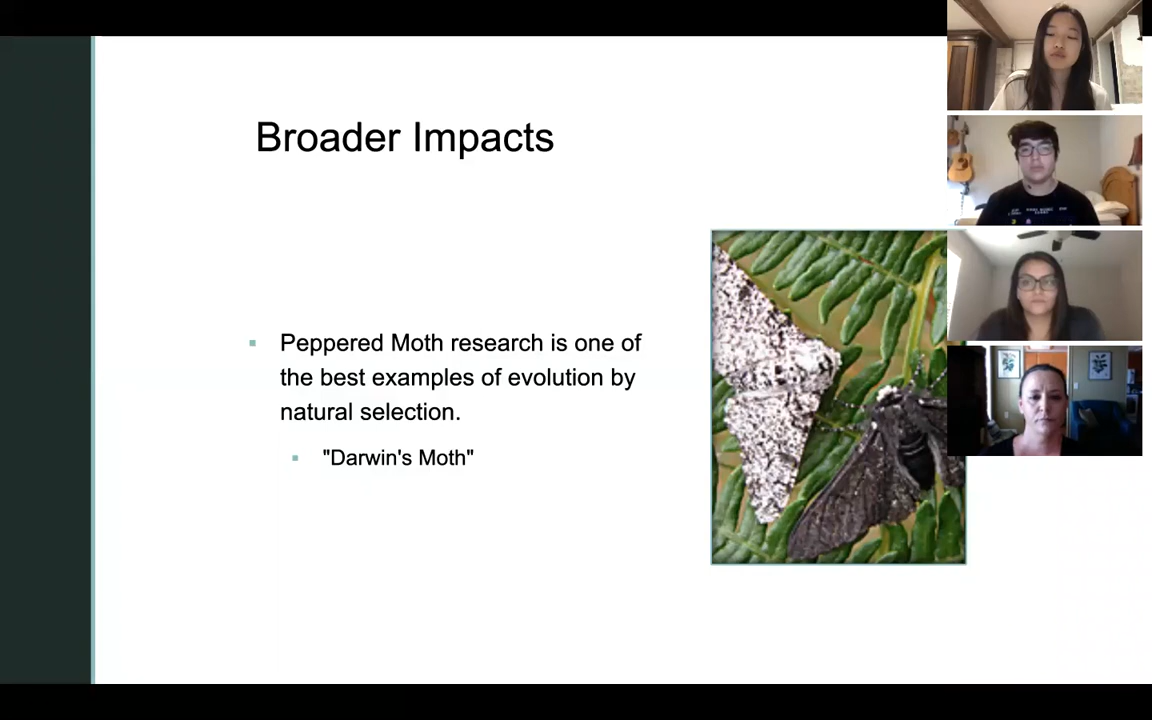 Broader Impacts
Peppered Moth research is one of
the best examples of evolution by
natural selection.
"Darwin's Moth"